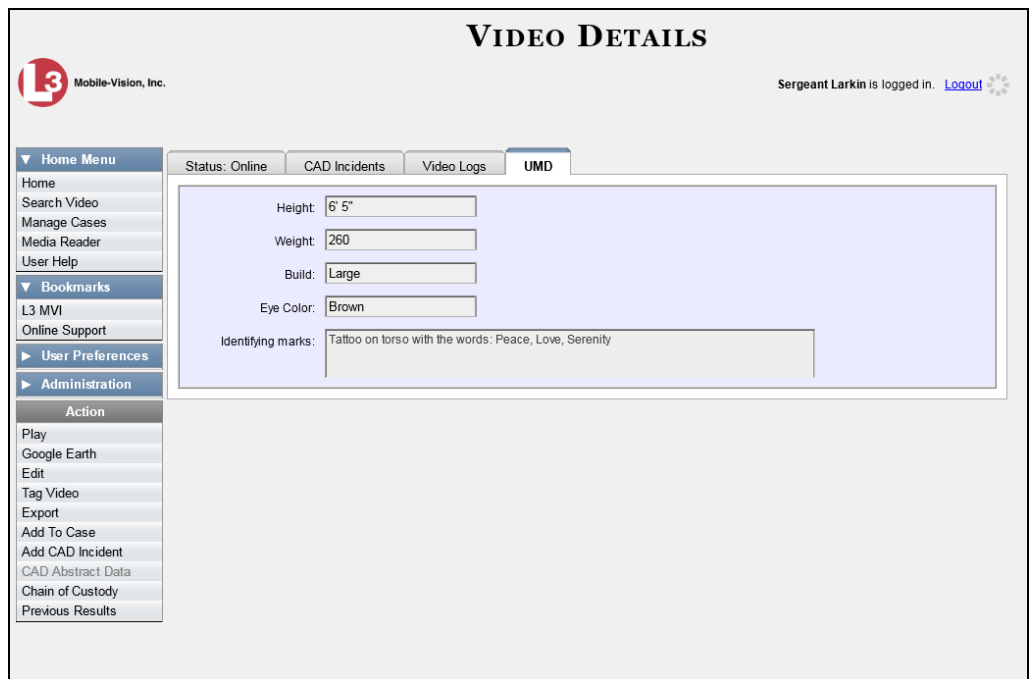 VIDEO DETAILS
L3 Mobile-Vision, Inc.
Sergeant Larkin is logged in. Logout
▼ Home Menu
Home
Search Video
Manage Cases
Media Reader
User Help
▼ Bookmarks
L3 MVI
Online Support
▶ User Preferences
▶ Administration
Action
Play
Google Earth
Edit
Tag Video
Export
Add To Case
Add CAD Incident
CAD Abstract Data
Chain of Custody
Previous Results
Status: Online CAD Incidents Video Logs UMD
Height: 6' 5"
Weight: 260
Build: Large
Eye Color: Brown
Identifying marks: Tattoo on torso with the words: Peace, Love, Serenity